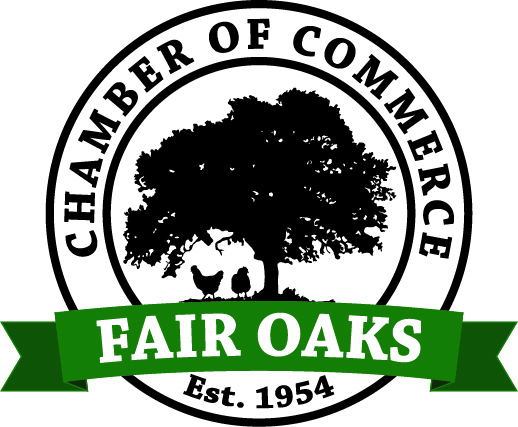 CHAMBER OF COMMERCE
FAIR OAKS
Est. 1954